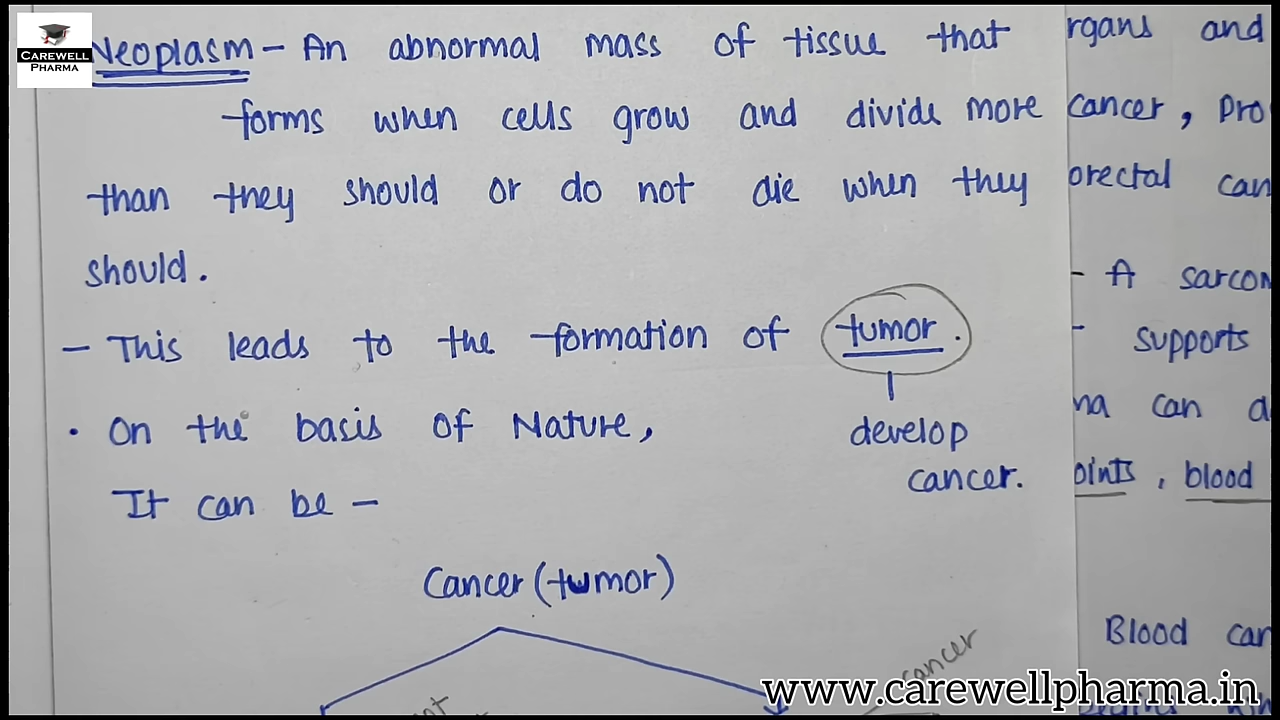 CAREWELL
PHARMA
Neoplasm - An abnormal mass of tissue that
forms when cells grow and divide more
than they should or do not die when they
should.
- This leads to the formation of tumor.
develop
cancer.
• On the basis of Nature,
It can be -
Cancer (tumor)
cancer
rgans and
cancer, pro
orectal can
- A sarcom
supports
ma can a
oints, blood
Blood can
www.carewellpharma.in